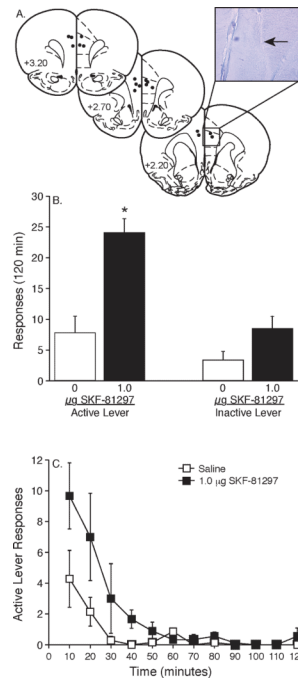 A.
+3.20
+2.70
+2.20
B.
Responses (120 min)
30
25
20
15
10
5
0
*
0 1.0 0 1.0
µg SKF-81297 µg SKF-81297
Active Lever Inactive Lever
C.
Saline
1.0 µg SKF-81297
Active Lever Responses
12
10
8
6
4
2
0
0 10 20 30 40 50 60 70 80 90 100 110 120
Time (minutes)